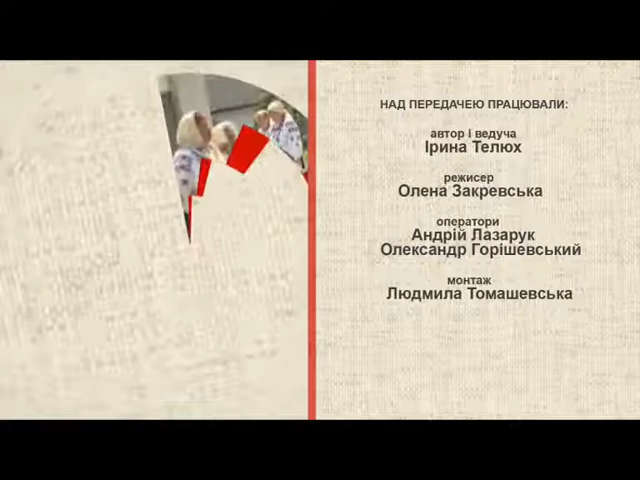 НАД ПЕРЕДАЧЕЮ ПРАЦЮВАЛИ:
автор і ведуча
Ірина Телюх
режисер
Олена Закревська
оператори
Андрій Лазарук
Олександр Горішевський
монтаж
Людмила Томашевська